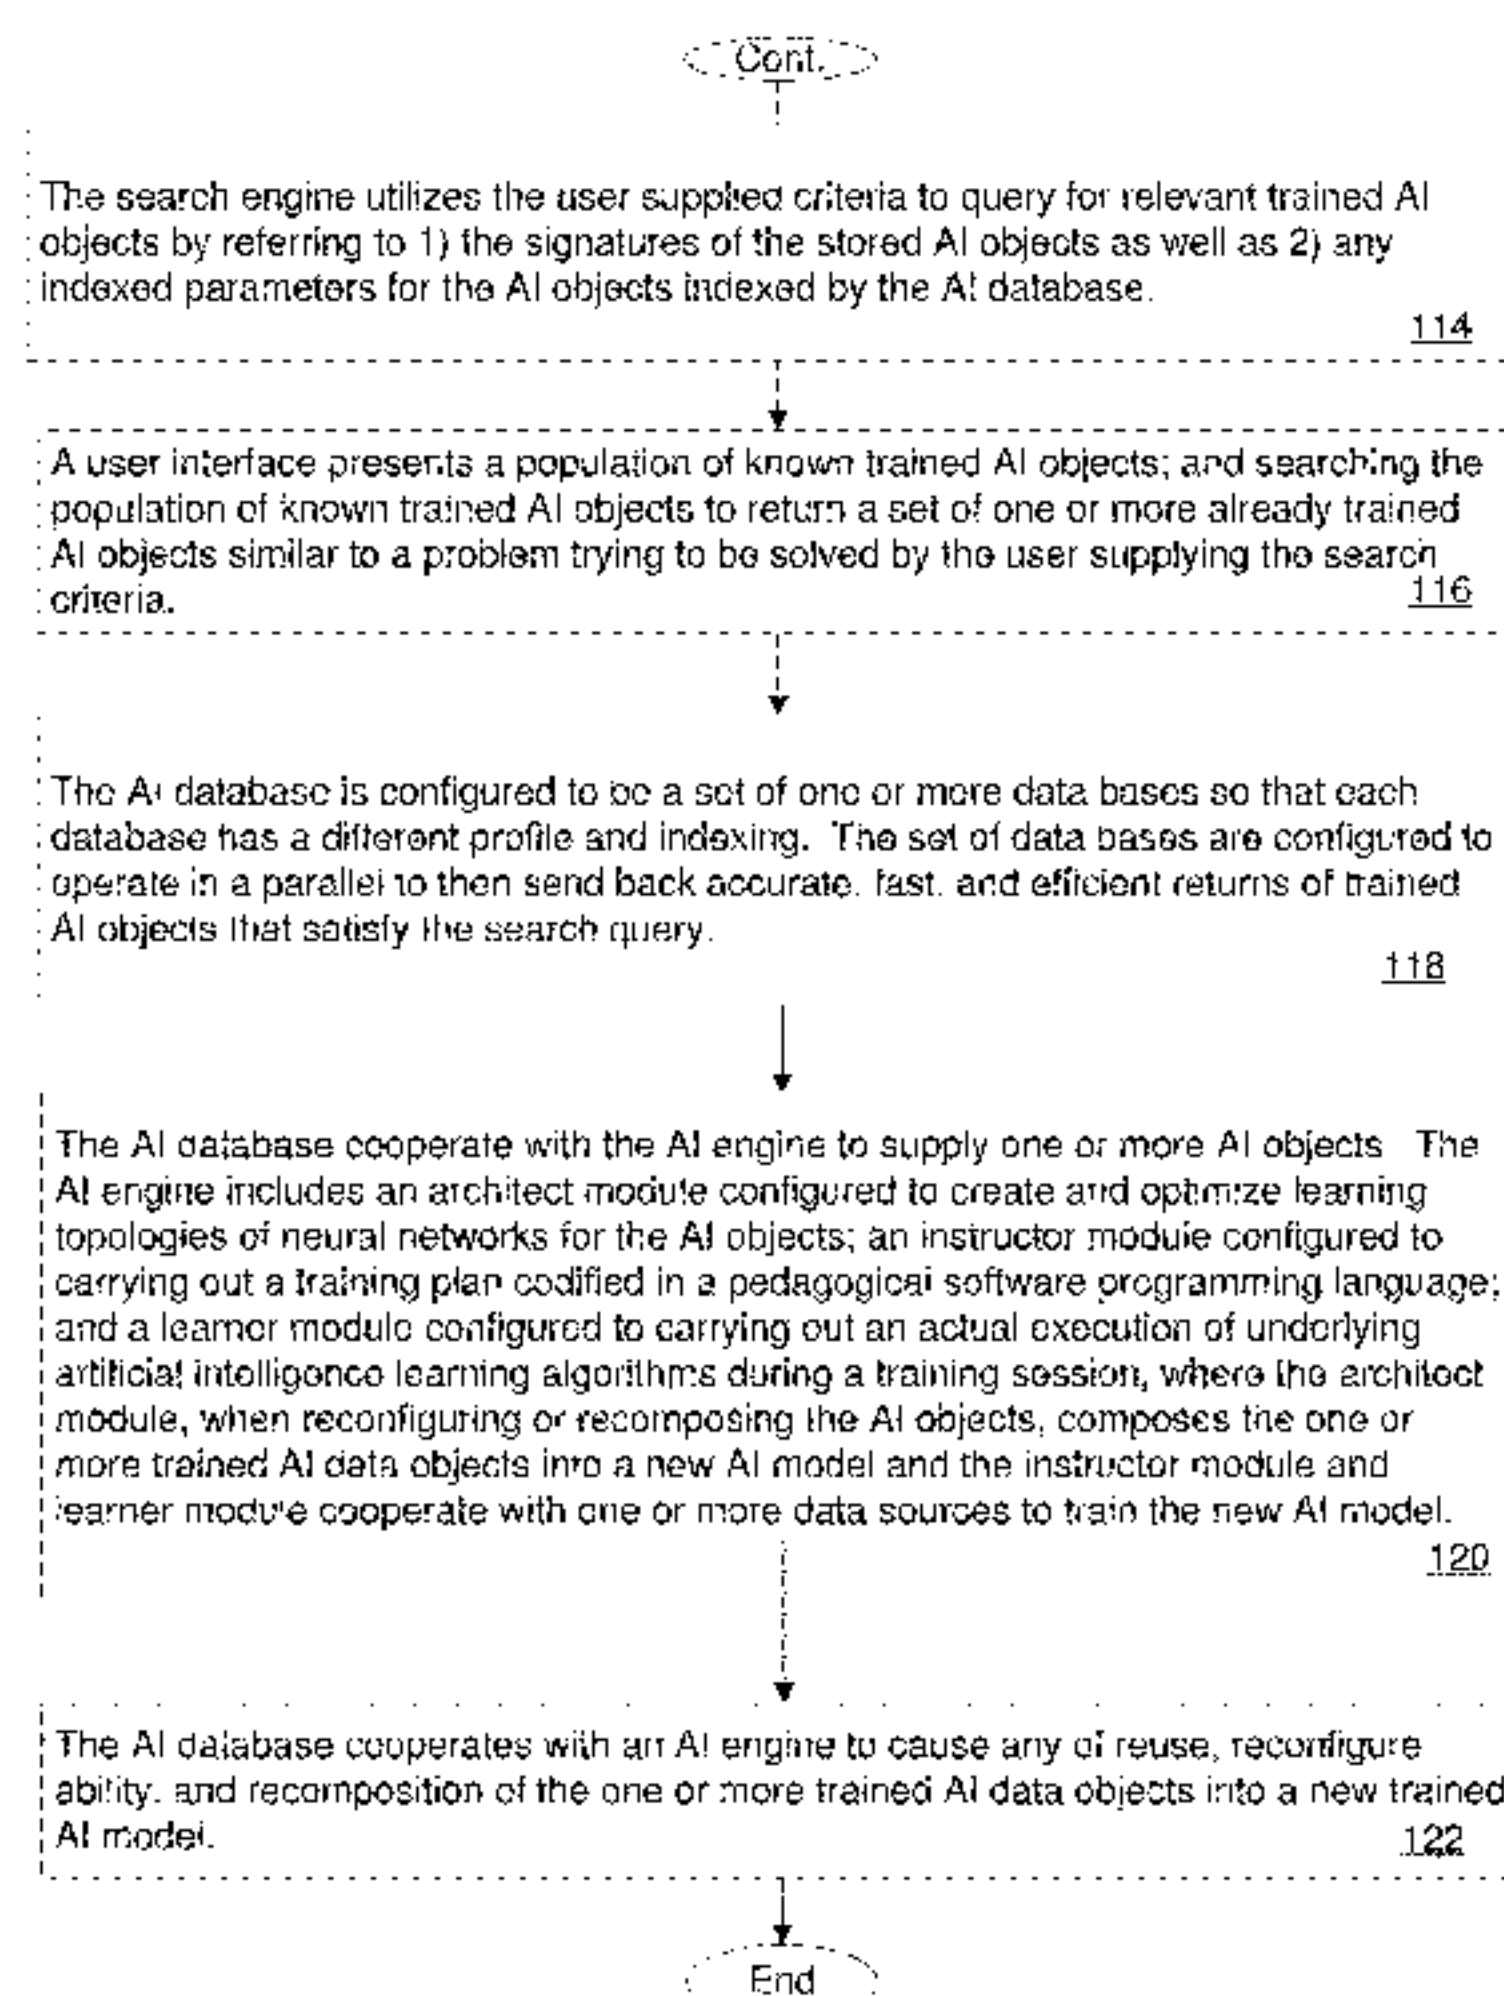 Cont.
The search engine utilizes the user supplied criteria to query for relevant trained AI
objects by referring to 1) the signatures of the stored AI objects as well as 2) any
indexed parameters for the AI objects indexed by the AI database.
114
A user interface presents a population of known trained AI objects; and searching the
population of known trained AI objects to return a set of one or more already trained
AI objects similar to a problem trying to be solved by the user supplying the search
criteria.
116
The AI database is configured to be a set of one or more data bases so that each
database has a different profile and indexing. The set of data bases are configured to
operate in a parallel to then send back accurate, fast, and efficient returns of trained
AI objects that satisfy the search query.
118
The AI database cooperate with the AI engine to supply one or more AI objects The
AI engine includes an architect module configured to create and optimize learning
topologies of neural networks for the AI objects; an instructor module configured to
carrying out a training plan codified in a pedagogical software programming language;
and a learner module configured to carrying out an actual execution of underlying
artificial intelligence learning algorithms during a training session, where the architect
module, when reconfiguring or recomposing the AI objects, composes the one or
more trained AI data objects into a new AI model and the instructor module and
learner module cooperate with one or more data sources to train the new AI model.
120
The AI database cooperates with an AI engine to cause any of reuse, reconfigure
ability, and recomposition of the one or more trained AI data objects into a new trained
AI model.
122
End